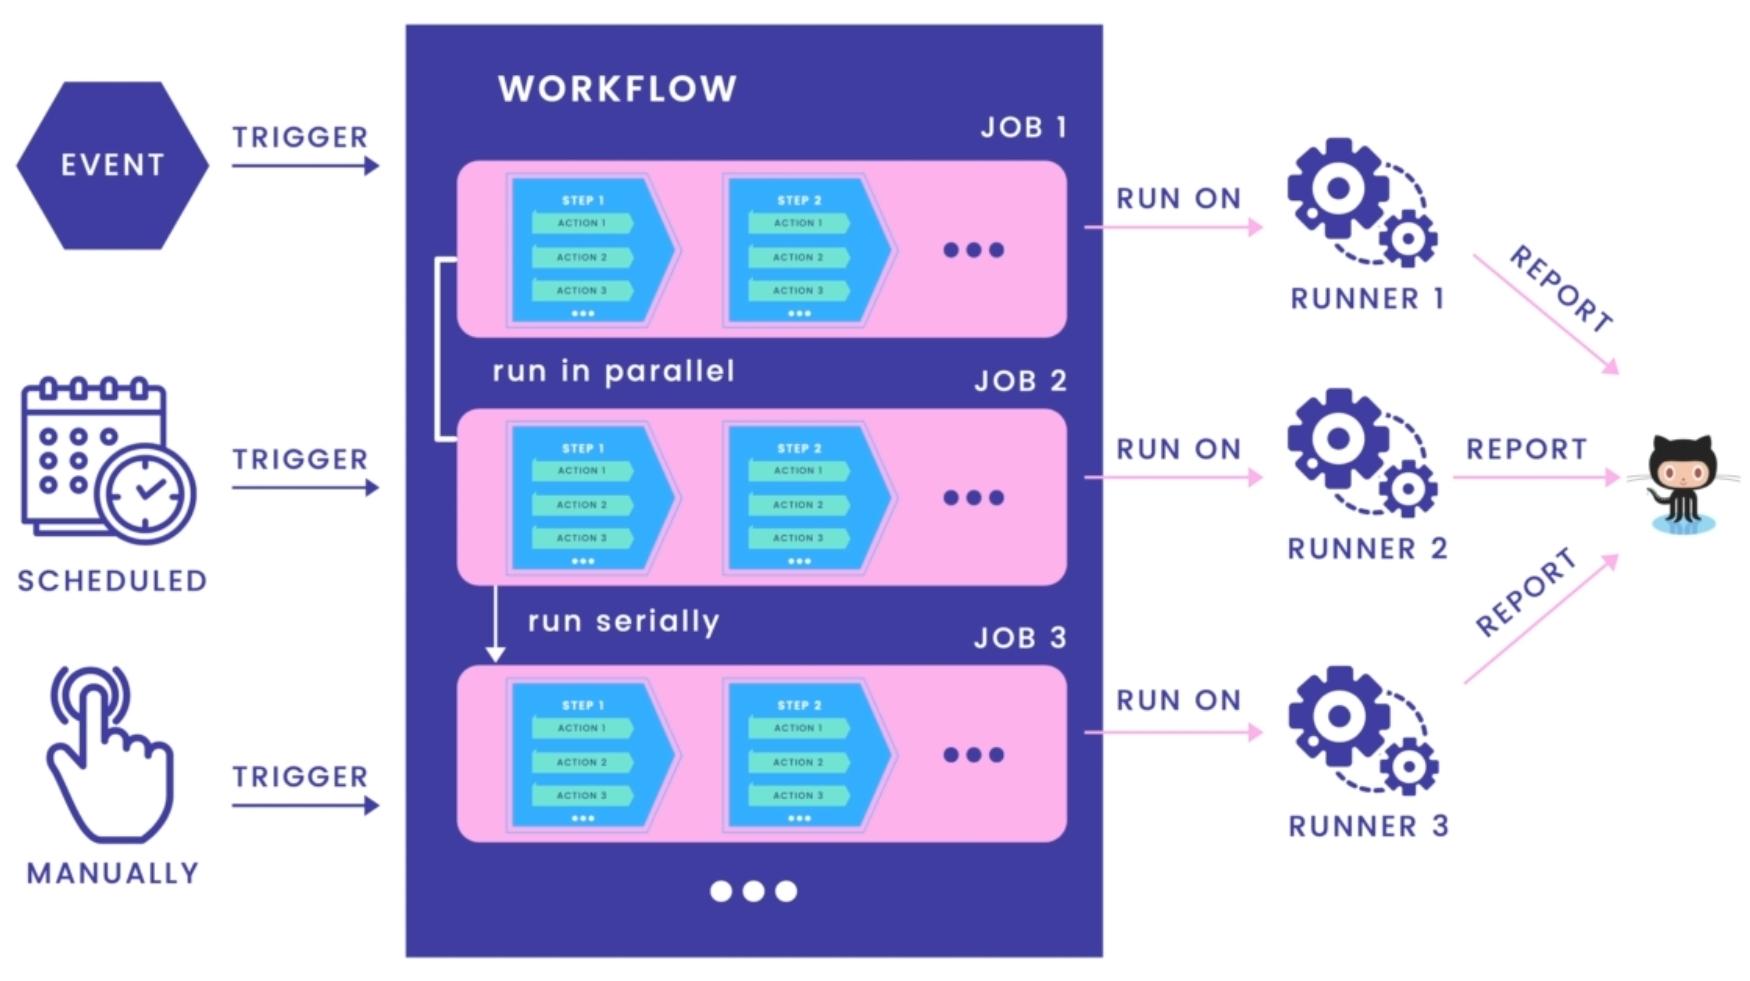 WORKFLOW
EVENT
TRIGGER
JOB 1
STEP 1
ACTION 1
ACTION 2
ACTION 3
STEP 2
ACTION 1
ACTION 2
ACTION 3
RUN ON
RUNNER 1
REPORT
run in parallel
SCHEDULED
TRIGGER
JOB 2
STEP 1
ACTION 1
ACTION 2
ACTION 3
STEP 2
ACTION 1
ACTION 2
ACTION 3
RUN ON
RUNNER 2
REPORT
run serially
MANUALLY
TRIGGER
JOB 3
STEP 1
ACTION 1
ACTION 2
ACTION 3
STEP 2
ACTION 1
ACTION 2
ACTION 3
RUN ON
RUNNER 3
REPORT